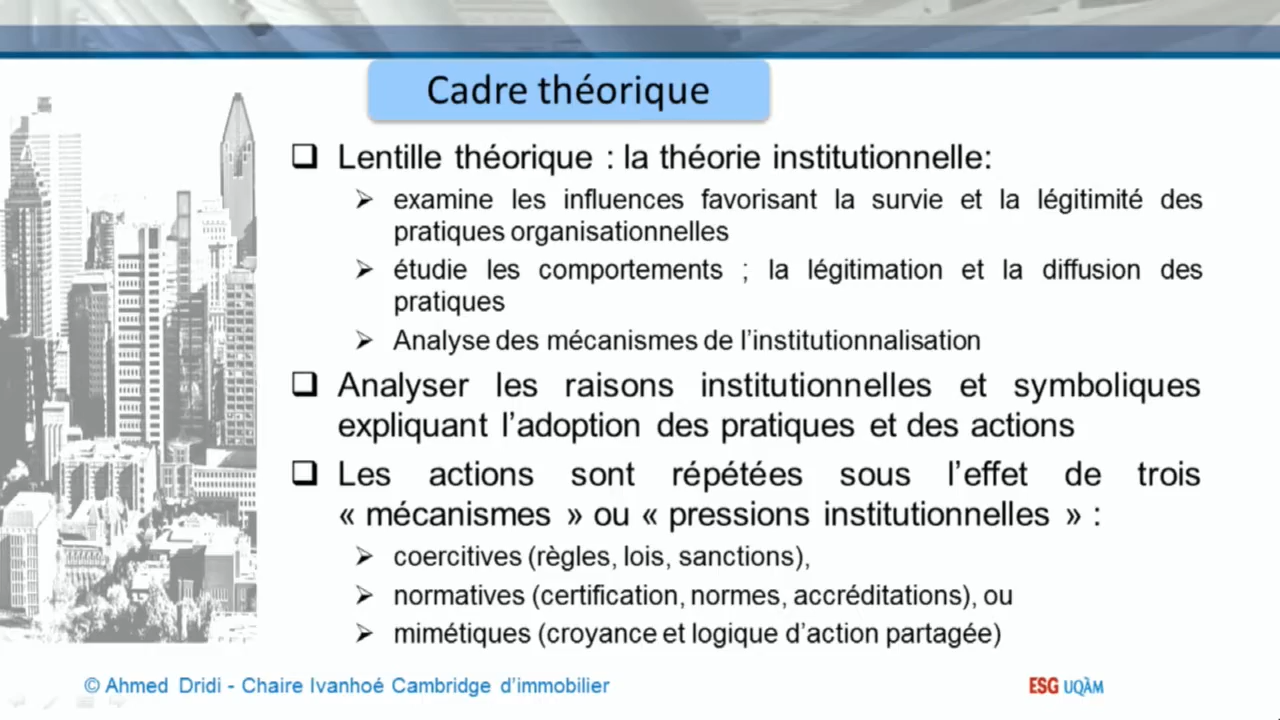 Cadre théorique
Lentille théorique : la théorie institutionnelle:
examine les influences favorisant la survie et la légitimité des
pratiques organisationnelles
étudie les comportements ; la légitimation et la diffusion des
pratiques
Analyse des mécanismes de l’institutionnalisation
Analyser les raisons institutionnelles et symboliques
expliquant l’adoption des pratiques et des actions
Les actions sont répétées sous l’effet de trois
« mécanismes » ou « pressions institutionnelles » :
coercitives (règles, lois, sanctions),
normatives (certification, normes, accréditations), ou
mimétiques (croyance et logique d’action partagée)
© Ahmed Dridi - Chaire Ivanhoé Cambridge d’immobilier
ESG UQÀM